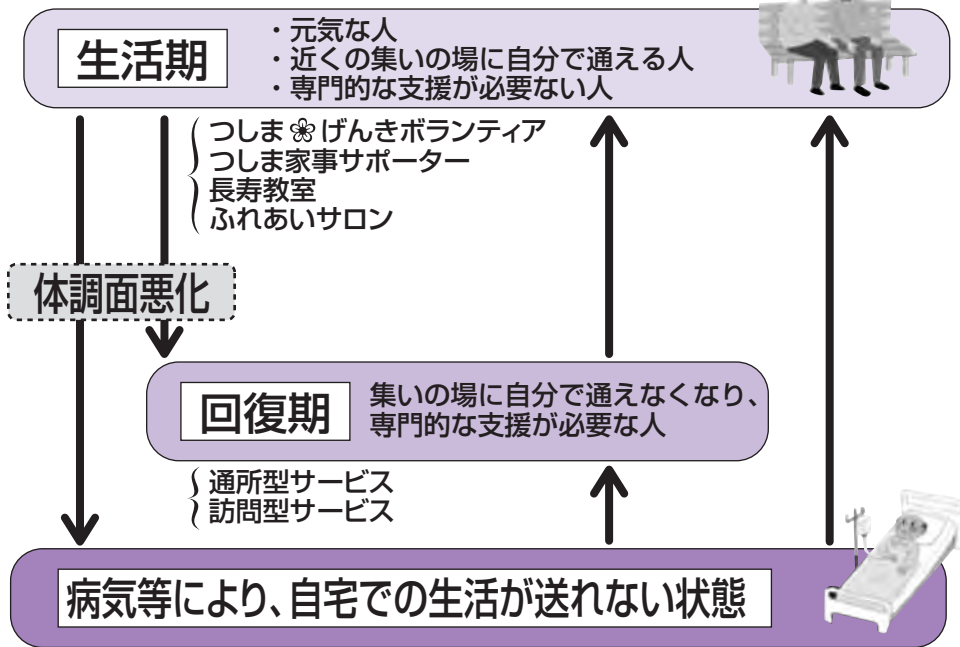 生活期
・元気な人
・近くの集いの場に自分で通える人
・専門的な支援が必要ない人
つしま❀げんきボランティア
つしま家事サポーター
長寿教室
ふれあいサロン
体調面悪化
回復期
集いの場に自分で通えなくなり、
専門的な支援が必要な人
通所型サービス
訪問型サービス
病気等により、自宅での生活が送れない状態